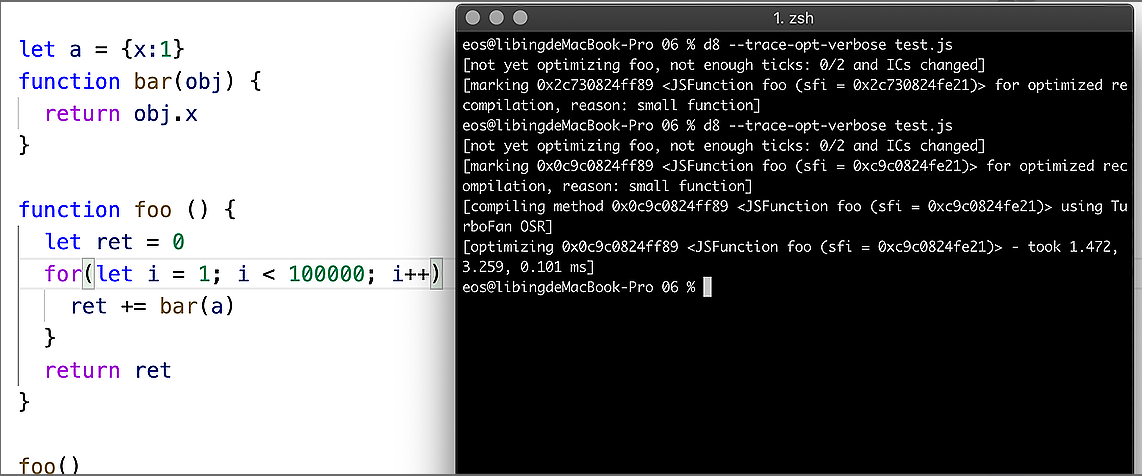 let a = {x:1}
function bar(obj) {
return obj.x
}
function foo () {
let ret = 0
for(let i = 1; i < 100000; i++)
ret += bar(a)
}
return ret
}
foo()
1. zsh
eos@libingdeMacBook-Pro 06 % d8 --trace-opt-verbose test.js
[not yet optimizing foo, not enough ticks: 0/2 and ICs changed]
[marking 0x2c730824ff89 <JSFunction foo (sfi = 0x2c730824fe21)> for optimized re
compilation, reason: small function]
eos@libingdeMacBook-Pro 06 % d8 --trace-opt-verbose test.js
[not yet optimizing foo, not enough ticks: 0/2 and ICs changed]
[marking 0x0c9c0824ff89 <JSFunction foo (sfi = 0xc9c0824fe21)> for optimized rec
ompilation, reason: small function]
[compiling method 0x0c9c0824ff89 <JSFunction foo (sfi = 0xc9c0824fe21)> using Tu
rboFan OSR]
[optimizing 0x0c9c0824ff89 <JSFunction foo (sfi = 0xc9c0824fe21)> - took 1.472,
3.259, 0.101 ms]
eos@libingdeMacBook-Pro 06 %